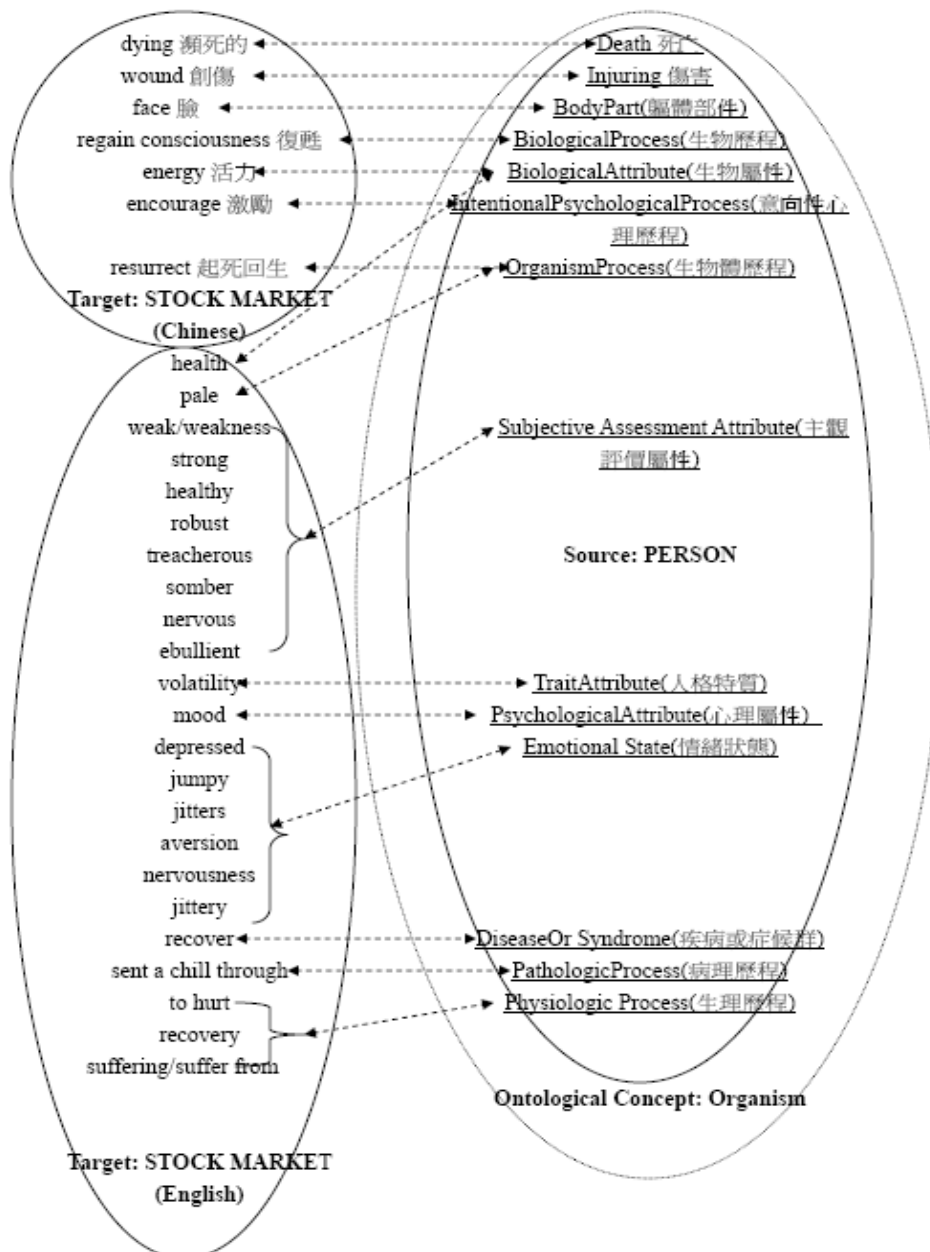 dying 瀕死的 Death 死亡
wound 創傷 Injuring 傷害
face 臉 BodyPart(軀體部件)
regain consciousness 復甦 BiologicalProcess(生物歷程)
energy 活力 BiologicalAttribute(生物屬性)
encourage 激勵 IntentionalPsychologicalProcess(意向性心
理歷程)
resurrect 起死回生 OrganismProcess(生物體歷程)
Target: STOCK MARKET
(Chinese)
health
pale
weak/weakness Subjective Assessment Attribute(主觀
strong 評價屬性)
healthy
robust
treacherous Source: PERSON
somber
nervous
ebullient
volatility TraitAttribute(人格特質)
mood PsychologicalAttribute(心理屬性)
depressed Emotional State(情緒狀態)
jumpy
jitters
aversion
nervousness
jittery
recover DiseaseOr Syndrome(疾病或症候群)
sent a chill through PathologicProcess(病理歷程)
to hurt Physiologic Process(生理歷程)
recovery
suffering/suffer from
Ontological Concept: Organism
Target: STOCK MARKET
(English)